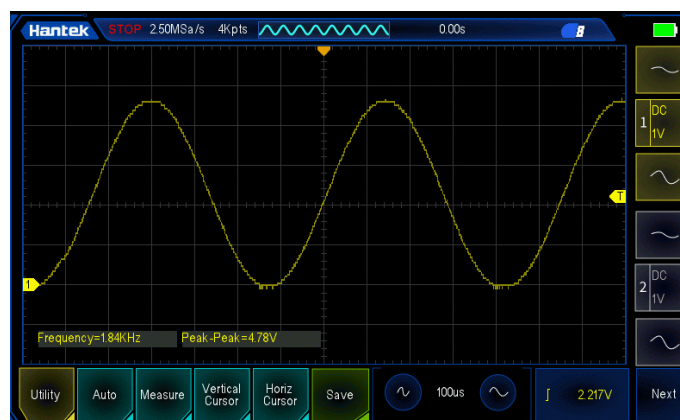 Hantek STOP 2.50MSa/s 4Kpts 0.00s 8
T
1 DC
1V
1
2 DC
1V
Frequency=1.84KHz Peak-Peak=4.78V
Utility Auto Measure Vertical Cursor Horiz Cursor Save 100us 2.217V Next